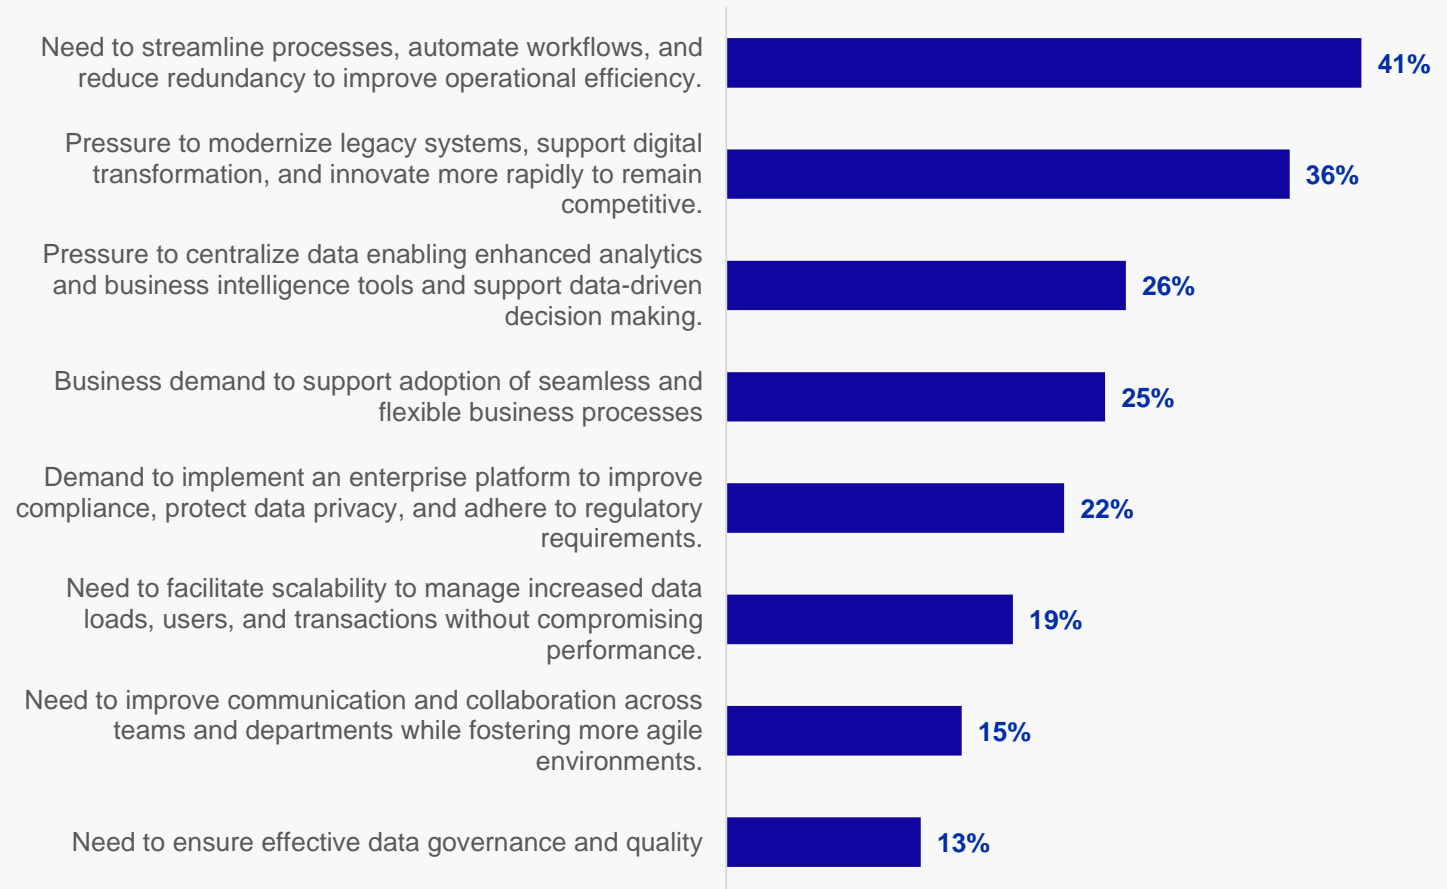 Need to streamline processes, automate workflows, and
reduce redundancy to improve operational efficiency.
41%
Pressure to modernize legacy systems, support digital
transformation, and innovate more rapidly to remain
competitive.
36%
Pressure to centralize data enabling enhanced analytics
and business intelligence tools and support data-driven
decision making.
26%
Business demand to support adoption of seamless and
flexible business processes
25%
Demand to implement an enterprise platform to improve
compliance, protect data privacy, and adhere to regulatory
requirements.
22%
Need to facilitate scalability to manage increased data
loads, users, and transactions without compromising
performance.
19%
Need to improve communication and collaboration across
teams and departments while fostering more agile
environments.
15%
Need to ensure effective data governance and quality
13%